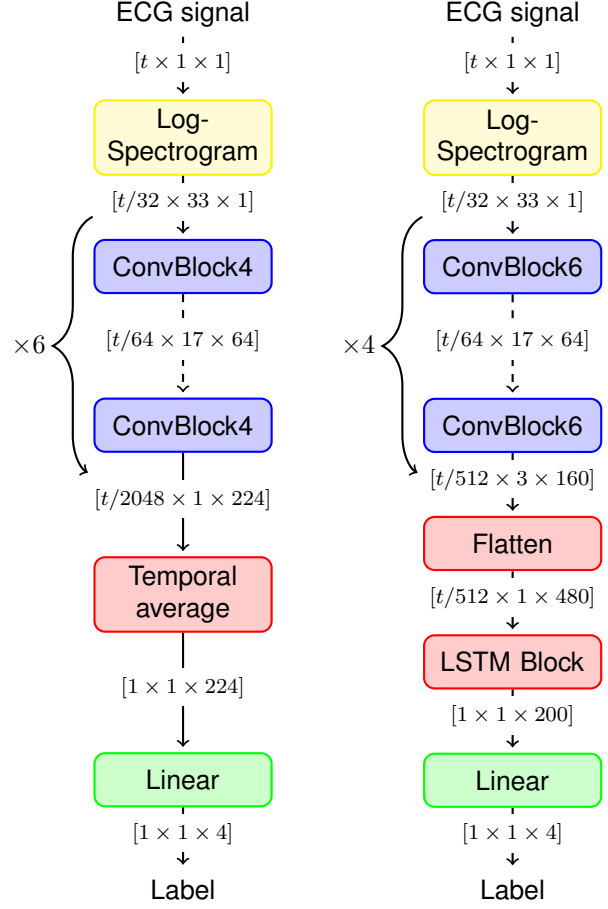 ECG signal
[t × 1 × 1]
Log-
Spectrogram
[t/32 × 33 × 1]
×6
ConvBlock4
[t/64 × 17 × 64]
ConvBlock4
[t/2048 × 1 × 224]
Temporal
average
[1 × 1 × 224]
Linear
[1 × 1 × 4]
Label
ECG signal
[t × 1 × 1]
Log-
Spectrogram
[t/32 × 33 × 1]
×4
ConvBlock6
[t/64 × 17 × 64]
ConvBlock6
[t/512 × 3 × 160]
Flatten
[t/512 × 1 × 480]
LSTM Block
[1 × 1 × 200]
Linear
[1 × 1 × 4]
Label